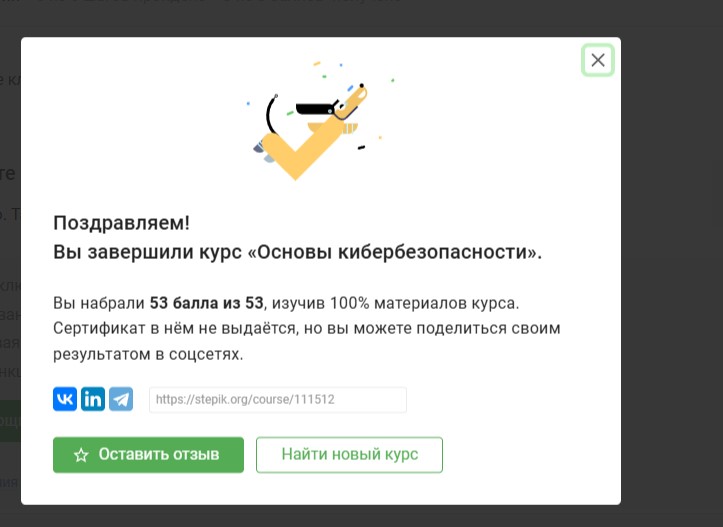 Поздравляем!
Вы завершили курс «Основы кибербезопасности».
Вы набрали 53 балла из 53, изучив 100% материалов курса.
Сертификат в нём не выдаётся, но вы можете поделиться своим
результатом в соцсетях.
https://stepik.org/course/111512
Оставить отзыв
Найти новый курс